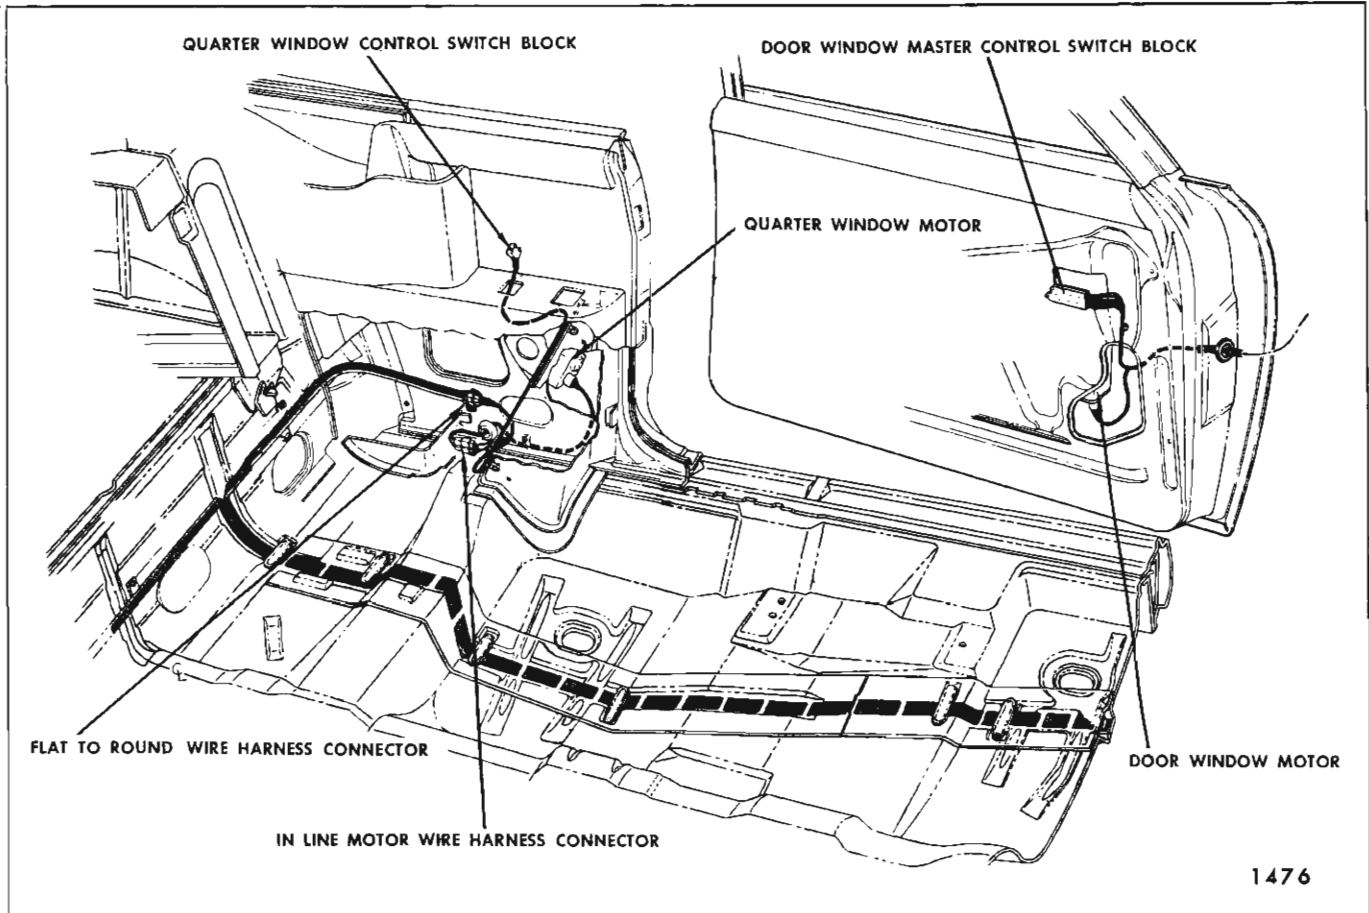 QUARTER WINDOW CONTROL SWITCH BLOCK
DOOR WINDOW MASTER CONTROL SWITCH BLOCK
QUARTER WINDOW MOTOR
FLAT TO ROUND WIRE HARNESS CONNECTOR
DOOR WINDOW MOTOR
IN LINE MOTOR WIRE HARNESS CONNECTOR
1476